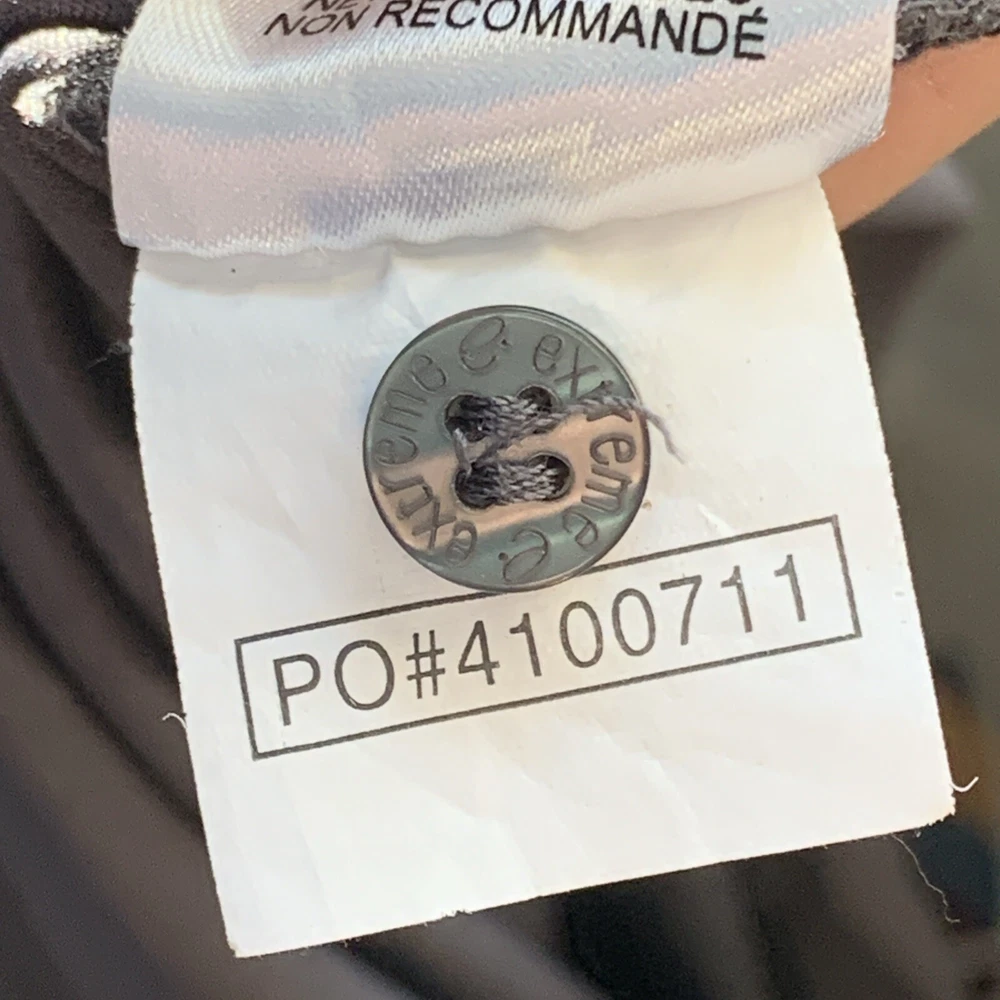 NON RECOMMANDÉ
extreme e. extreme e.
PO#4100711